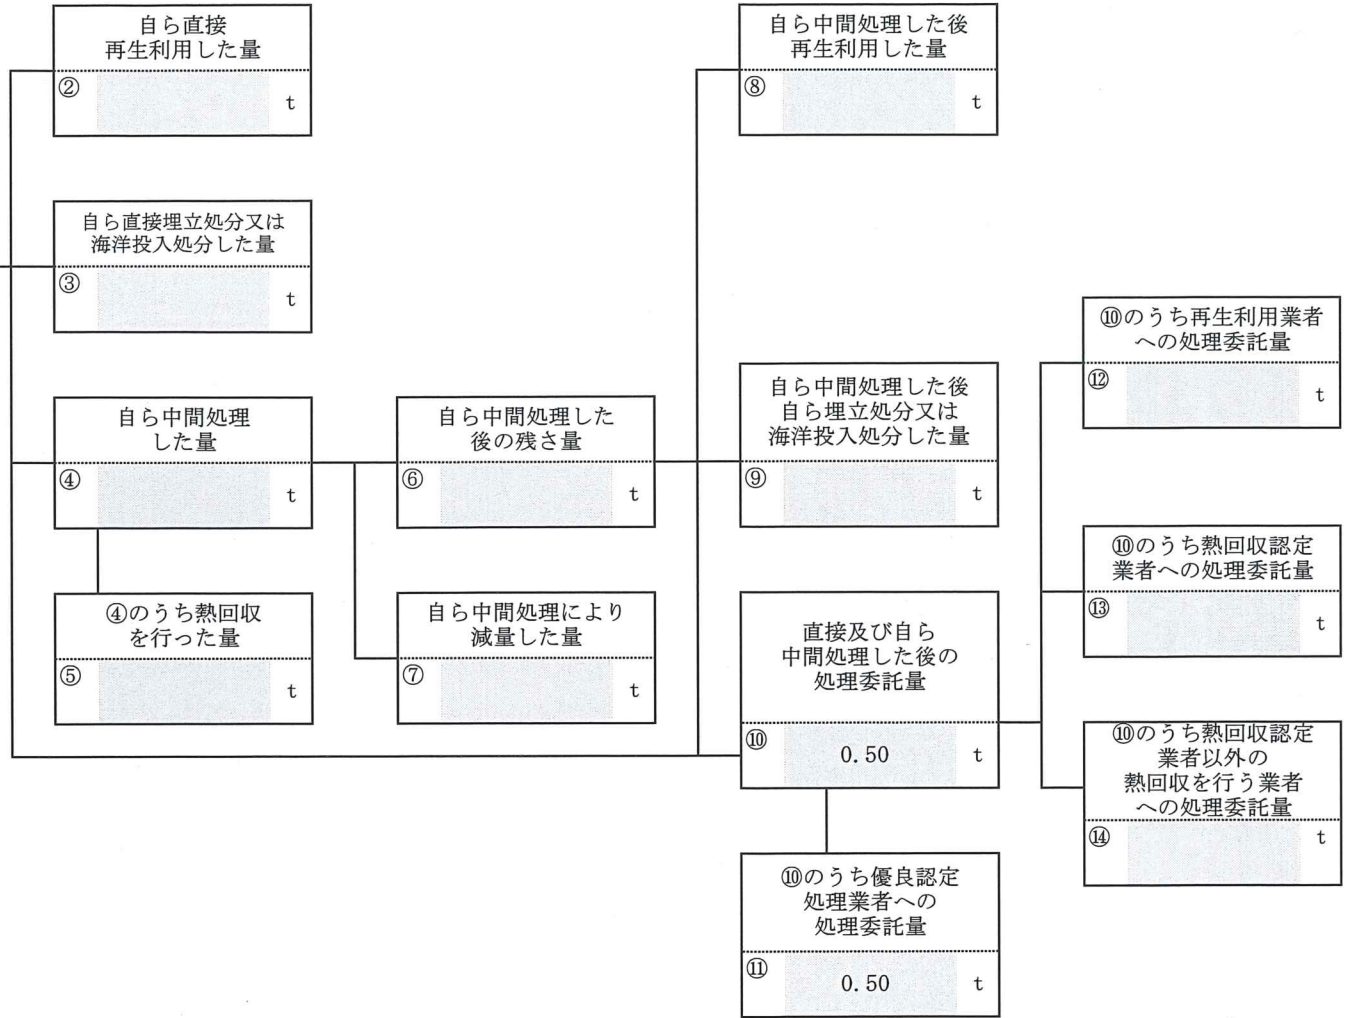 自ら直接
再生利用した量
② t
自ら直接埋立処分又は
海洋投入処分した量
③ t
自ら中間処理
した量
④ t
④のうち熱回収
を行った量
⑤ t
自ら中間処理した
後の残さ量
⑥ t
自ら中間処理により
減量した量
⑦ t
自ら中間処理した後
再生利用した量
⑧ t
自ら中間処理した後
自ら埋立処分又は
海洋投入処分した量
⑨ t
直接及び自ら
中間処理した後の
処理委託量
⑩ 0.50 t
⑩のうち優良認定
処理業者への
処理委託量
⑪ 0.50 t
⑩のうち再生利用業者
への処理委託量
⑫ t
⑩のうち熱回収認定
業者への処理委託量
⑬ t
⑩のうち熱回収認定
業者以外の
熱回収を行う業者
への処理委託量
⑭ t